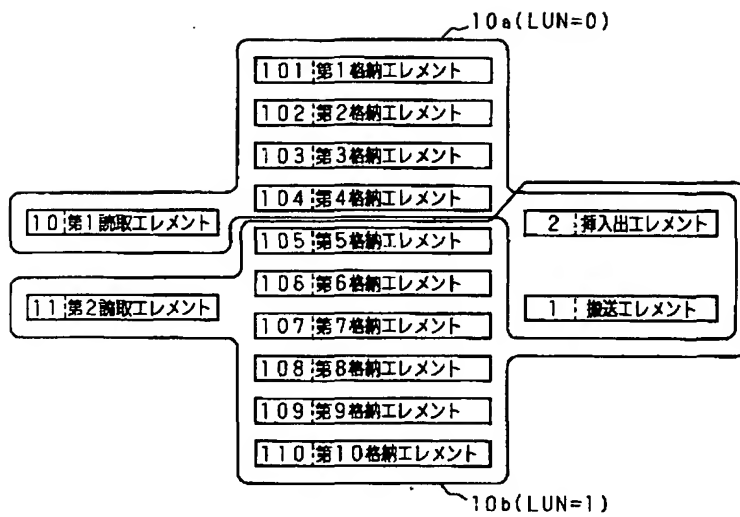 10a(LUN=0)
101 第1格納エレメント
102 第2格納エレメント
103 第3格納エレメント
104 第4格納エレメント
10 第1読取エレメント
2 挿入出エレメント
105 第5格納エレメント
106 第6格納エレメント
11 第2読取エレメント
1 搬送エレメント
107 第7格納エレメント
108 第8格納エレメント
109 第9格納エレメント
110 第10格納エレメント
10b(LUN=1)